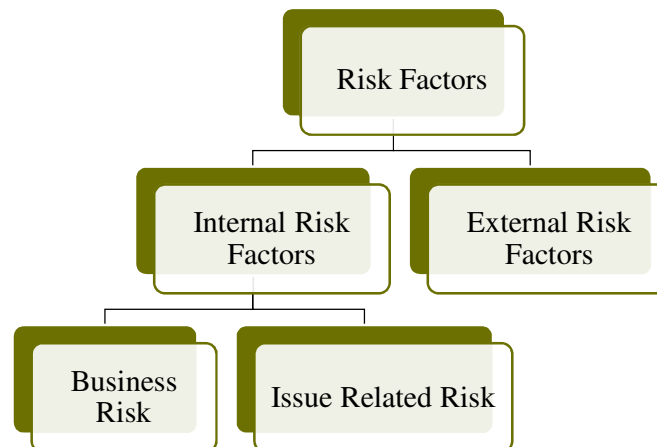 Risk Factors
Internal Risk
Factors
External Risk
Factors
Business
Risk
Issue Related Risk